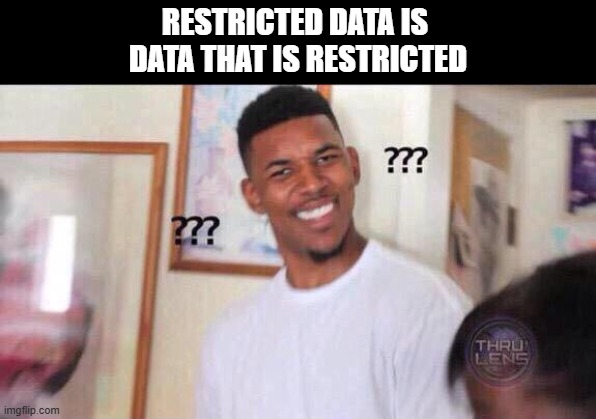 RESTRICTED DATA IS
DATA THAT IS RESTRICTED
???
???
THRU
LENS
imgflip.com